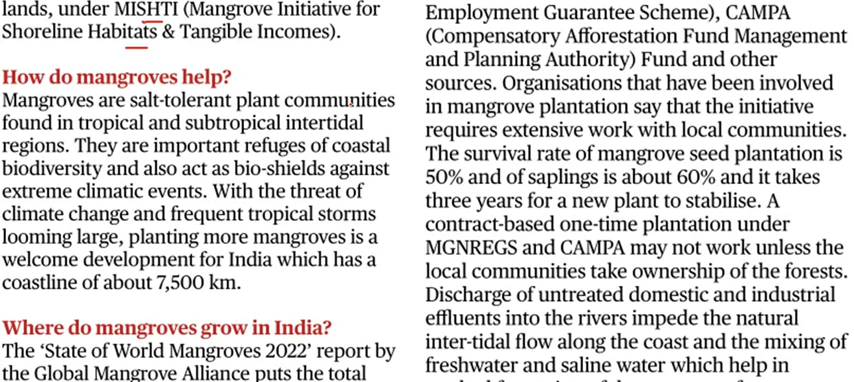 lands, under MISHTI (Mangrove Initiative for
Shoreline Habitats & Tangible Incomes).
How do mangroves help?
Mangroves are salt-tolerant plant communities
found in tropical and subtropical intertidal
regions. They are important refuges of coastal
biodiversity and also act as bio-shields against
extreme climatic events. With the threat of
climate change and frequent tropical storms
looming large, planting more mangroves is a
welcome development for India which has a
coastline of about 7,500 km.
Where do mangroves grow in India?
The ‘State of World Mangroves 2022’ report by
the Global Mangrove Alliance puts the total
Employment Guarantee Scheme), CAMPA
(Compensatory Afforestation Fund Management
and Planning Authority) Fund and other
sources. Organisations that have been involved
in mangrove plantation say that the initiative
requires extensive work with local communities.
The survival rate of mangrove seed plantation is
50% and of saplings is about 60% and it takes
three years for a new plant to stabilise. A
contract-based one-time plantation under
MGNREGS and CAMPA may not work unless the
local communities take ownership of the forests.
Discharge of untreated domestic and industrial
effluents into the rivers impede the natural
inter-tidal flow along the coast and the mixing of
freshwater and saline water which help in